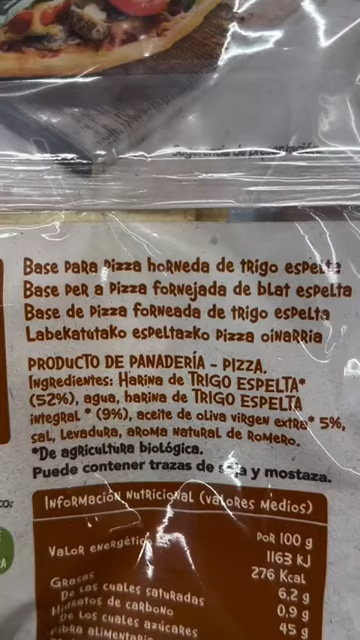 Sugerencia de presentación
Base para pizza horneda de trigo espelta
Base per a pizza fornejada de blat espelta
Base de pizza forneada de trigo espelta
Labekatutako espeltazko pizza oinarria
PRODUCTO DE PANADERÍA - PIZZA.
Ingredientes: Harina de TRIGO ESPELTA*
(52%), agua, harina de TRIGO ESPELTA
integral * (9%), aceite de oliva virgen extra* 5%,
sal, levadura, aroma natural de romero.
*De agricultura biológica.
Puede contener trazas de soja y mostaza.
Información nutricional (valores medios)
por 100 g
Valor energético
1163 kJ
276 Kcal
Grasas
6,2 g
De las cuales saturadas
0,9 g
Hidratos de carbono
45 g
De los cuales azúcares
Fibra alimentaria